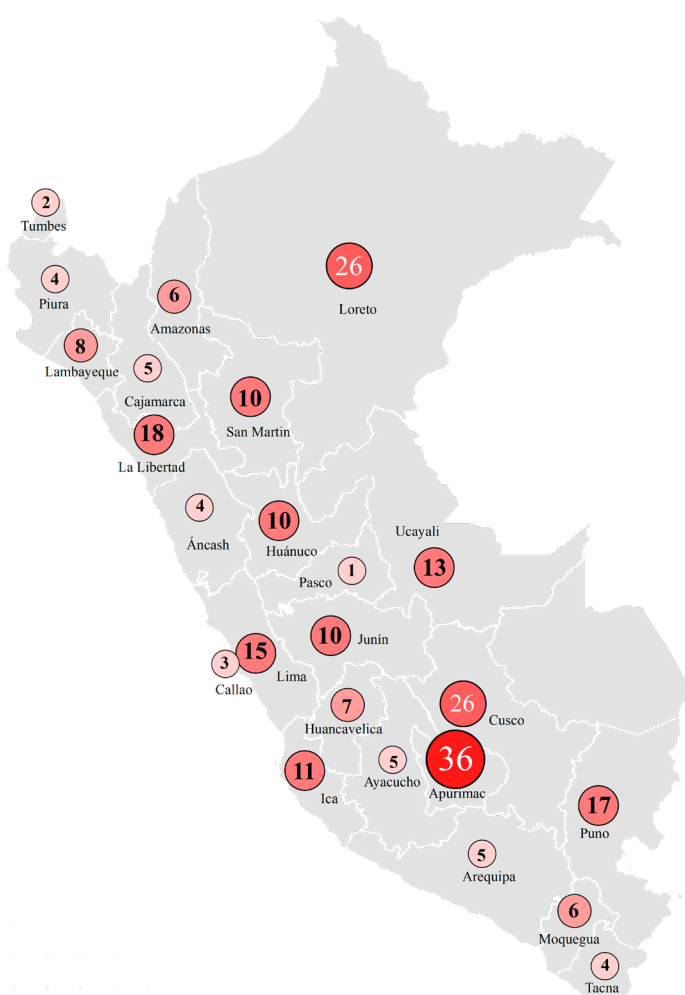 2
Tumbes
26
Loreto
4
Piura
6
Amazonas
8
Lambayeque
5
Cajamarca
10
San Martin
18
La Libertad
4
Áncash
10
Huánuco
Ucayali
13
1
Pasco
10
Junín
15
Lima
3
Callao
7
Huancavelica
26
Cusco
36
Apurímac
5
Ayacucho
11
Ica
17
Puno
5
Arequipa
6
Moquegua
4
Tacna